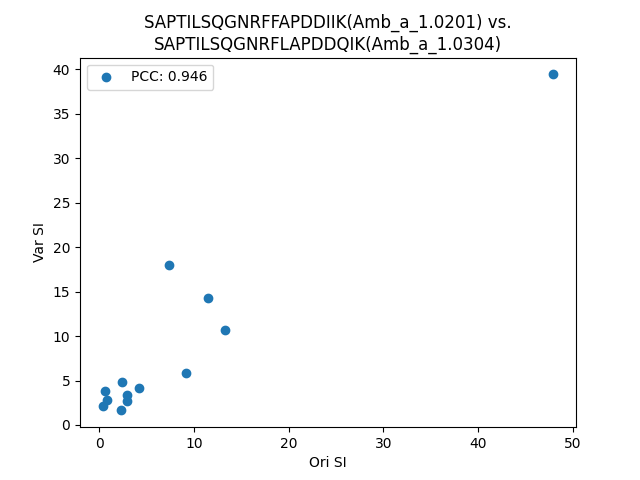 SAPTILSQGNRFFAPDDIIK(Amb_a_1.0201) vs.
SAPTILSQGNRFLAPDDQIK(Amb_a_1.0304)
PCC: 0.946
40
35
30
25
20
15
10
5
0
Var SI
0 10 20 30 40 50
Ori SI